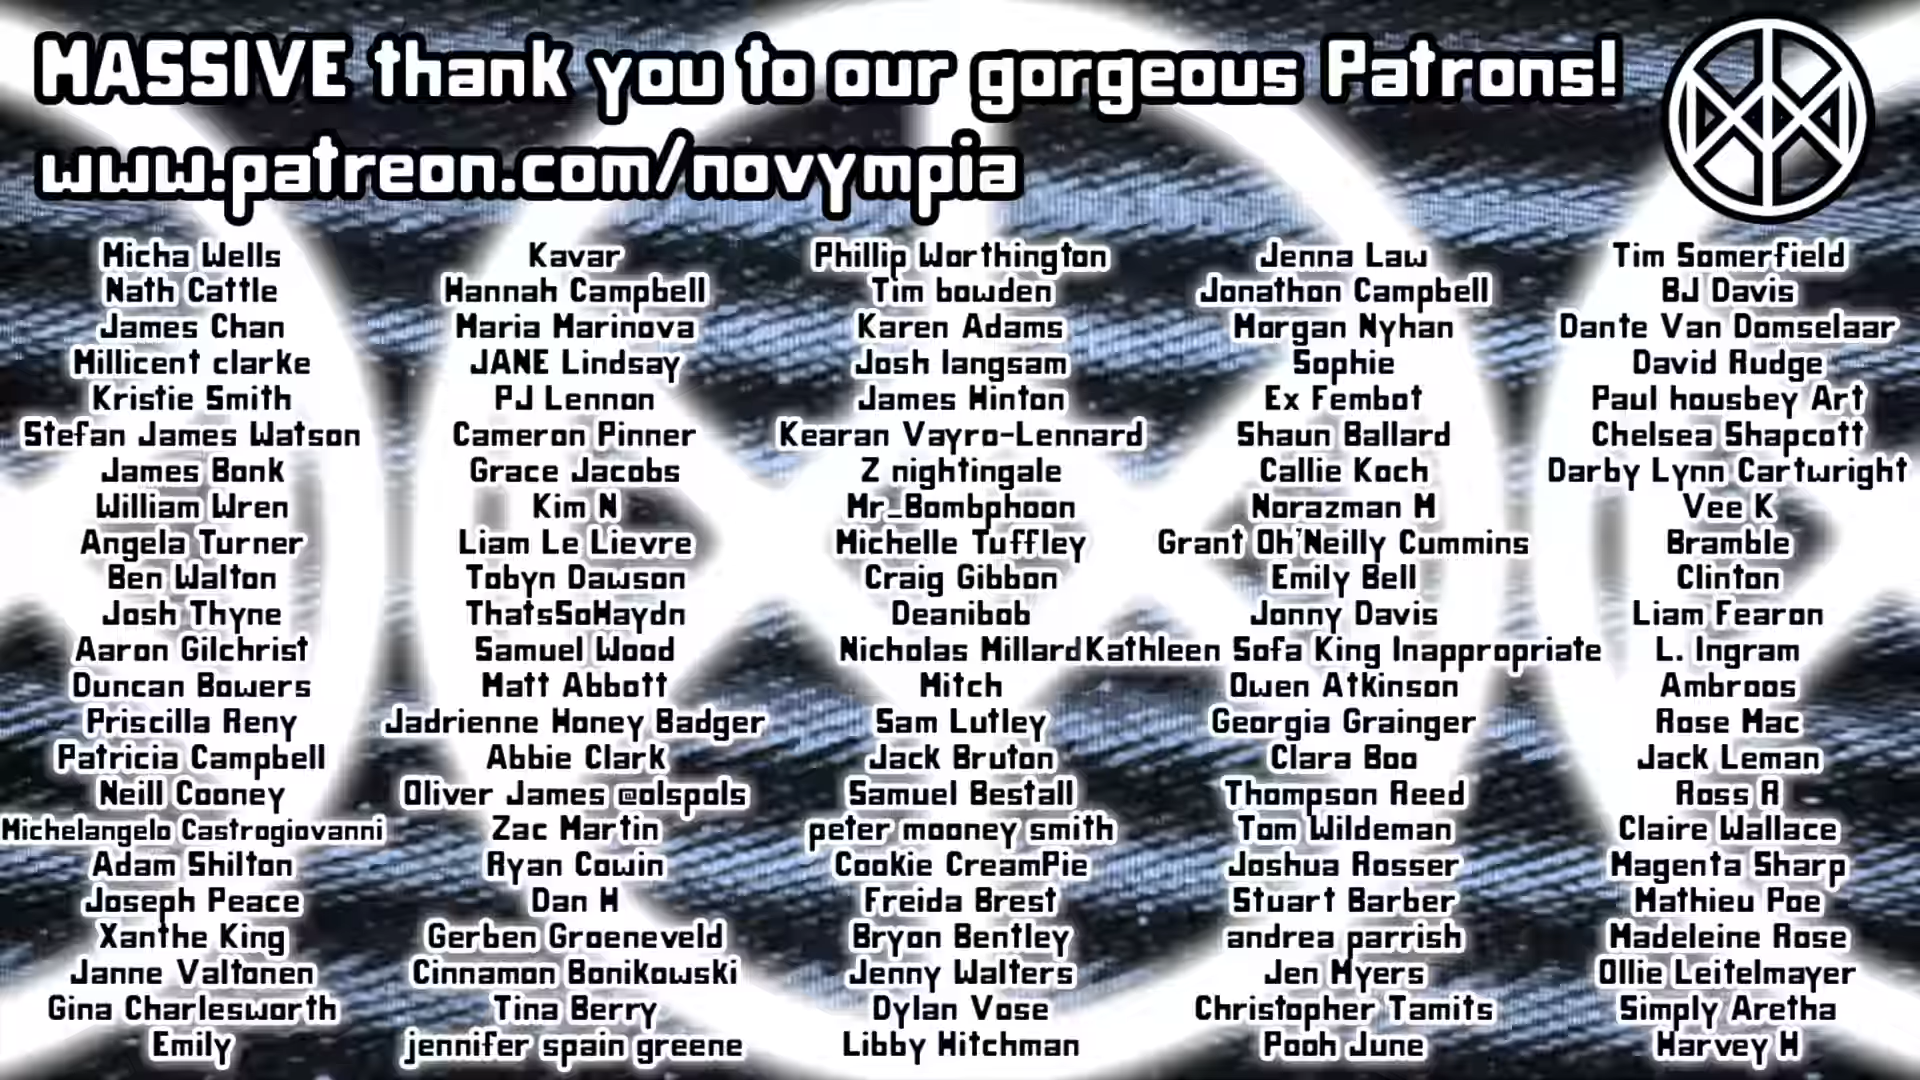 MASSIVE thank you to our gorgeous Patrons!
www.patreon.com/novympia
Micha Wells
Nath Cattle
James Chan
Millicent clarke
Kristie Smith
Stefan James Watson
James Bonk
William Wren
Angela Turner
Ben Walton
Josh Thyne
Aaron Gilchrist
Duncan Bowers
Priscilla Reny
Patricia Campbell
Neill Cooney
Michelangelo Castrogiovanni
Adam Shilton
Joseph Peace
Xanthe King
Janne Valtonen
Gina Charlesworth
Emily
Kavar
Hannah Campbell
Maria Marinova
JANE Lindsay
PJ Lennon
Cameron Pinner
Grace Jacobs
Kim N
Liam Le Lievre
Tobyn Dawson
ThatsSoHaydn
Samuel Wood
Matt Abbott
Jadrienne Honey Badger
Abbie Clark
Oliver James @olspols
Zac Martin
Ryan Cowin
Dan H
Gerben Groeneveld
Cinnamon Bonikowski
Tina Berry
jennifer spain greene
Phillip Worthington
Tim bowden
Karen Adams
Josh langsam
James Hinton
Kearan Vayro-Lennard
Z nightingale
Mr_Bombphoon
Michelle Tuffley
Craig Gibbon
Deanibob
Nicholas Millard
Mitch
Sam Lutley
Jack Bruton
Samuel Bestall
peter mooney smith
Cookie CreamPie
Freida Brest
Bryon Bentley
Jenny Walters
Dylan Vose
Libby Hitchman
Jenna Law
Jonathon Campbell
Morgan Nyhan
Sophie
Ex Fembot
Shaun Ballard
Callie Koch
Norazman M
Grant Oh'Neilly Cummins
Emily Bell
Jonny Davis
Kathleen Sofa King Inappropriate
Owen Atkinson
Georgia Grainger
Clara Boo
Thompson Reed
Tom Wildeman
Joshua Rosser
Stuart Barber
andrea parrish
Jen Myers
Christopher Tamits
Pooh June
Tim Somerfield
BJ Davis
Dante Van Domselaar
David Rudge
Paul housbey Art
Chelsea Shapcott
Darby Lynn Cartwright
Vee K
Bramble
Clinton
Liam Fearon
L. Ingram
Ambroos
Rose Mac
Jack Leman
Ross R
Claire Wallace
Magenta Sharp
Mathieu Poe
Madeleine Rose
Ollie Leitelmayer
Simply Aretha
Harvey H